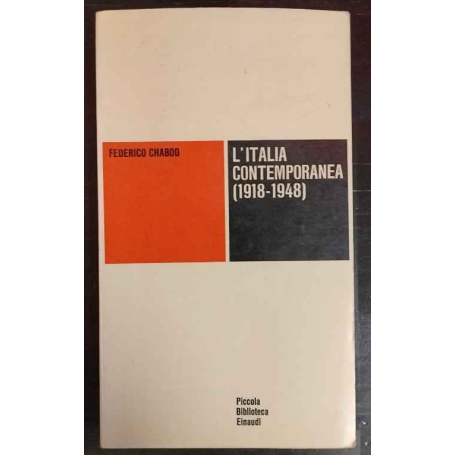 FEDERICO CHABOD
L'ITALIA
CONTEMPORANEA
(1918-1948)
Piccola
Biblioteca
Einaudi